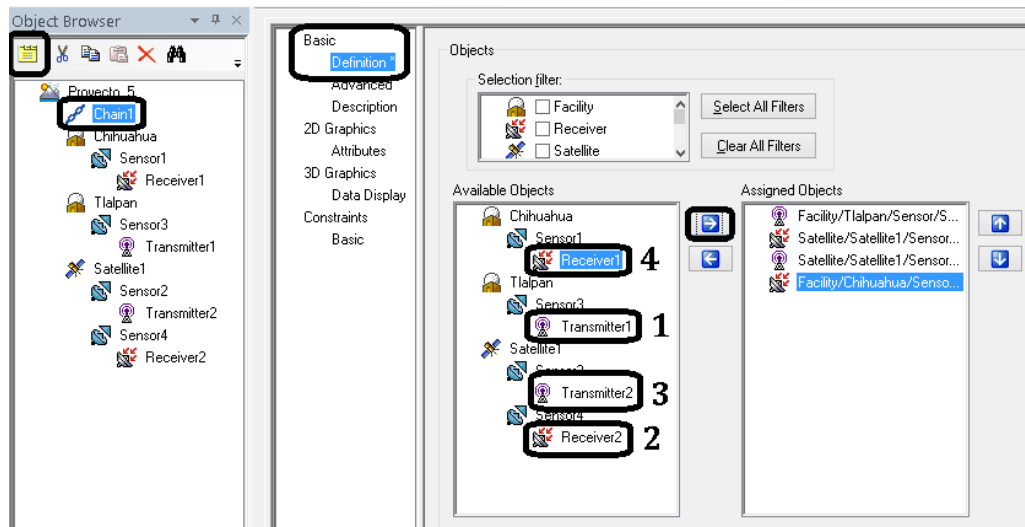 Object Browser
Proyecto_5
Chain1
Chihuahua
Sensor1
Receiver1
Tlalpan
Sensor3
Transmitter1
Satellite1
Sensor2
Transmitter2
Sensor4
Receiver2
Basic
Definition *
Advanced
Description
2D Graphics
Attributes
3D Graphics
Data Display
Constraints
Basic
Objects
Selection filter:
Facility
Receiver
Satellite
Select All Filters
Clear All Filters
Available Objects
Chihuahua
Sensor1
Receiver1 4
Tlalpan
Sensor3
Transmitter1 1
Satellite1
Sensor2
Transmitter2 3
Sensor4
Receiver2 2
Assigned Objects
Facility/Tlalpan/Sensor/S...
Satellite/Satellite1/Sensor...
Satellite/Satellite1/Sensor...
Facility/Chihuahua/Senso...